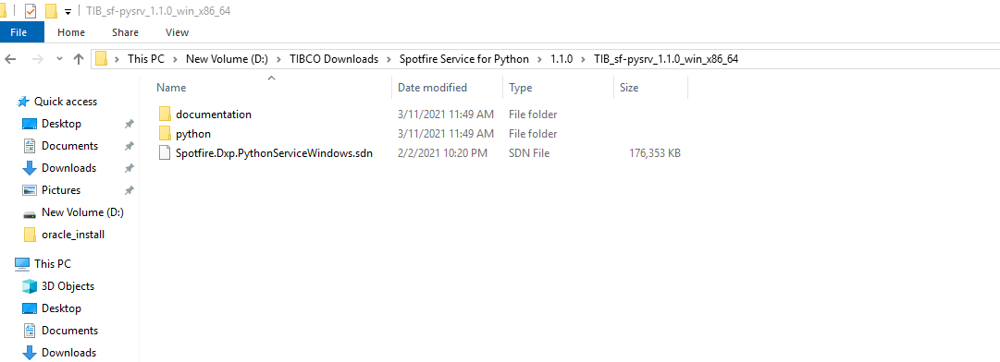 TIB_sf-pysrv_1.1.0_win_x86_64
File Home Share View
This PC New Volume (D:) TIBCO Downloads Spotfire Service for Python 1.1.0 TIB_sf-pysrv_1.1.0_win_x86_64
Quick access
Desktop
Documents
Downloads
Pictures
New Volume (D:)
oracle_install
This PC
3D Objects
Desktop
Documents
Downloads
Name Date modified Type Size
documentation 3/11/2021 11:49 AM File folder
python 3/11/2021 11:49 AM File folder
Spotfire.Dxp.PythonServiceWindows.sdn 2/2/2021 10:20 PM SDN File 176,353 KB